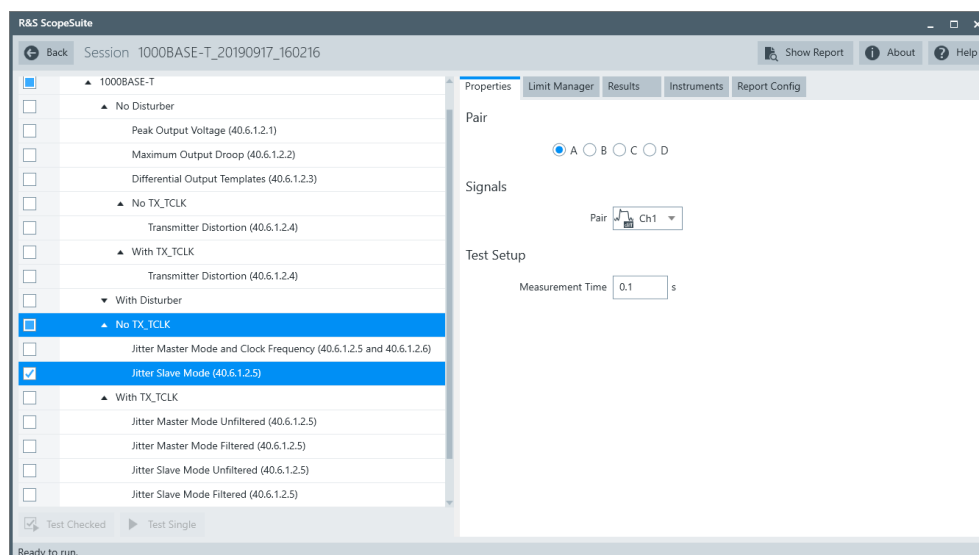 R&S ScopeSuite
Back Session 1000BASE-T_20190917_160216 Show Report About Help
1000BASE-T
No Disturber
Peak Output Voltage (40.6.1.2.1)
Maximum Output Droop (40.6.1.2.2)
Differential Output Templates (40.6.1.2.3)
No TX_TCLK
Transmitter Distortion (40.6.1.2.4)
With TX_TCLK
Transmitter Distortion (40.6.1.2.4)
With Disturber
No TX_TCLK
Jitter Master Mode and Clock Frequency (40.6.1.2.5 and 40.6.1.2.6)
Jitter Slave Mode (40.6.1.2.5)
With TX_TCLK
Jitter Master Mode Unfiltered (40.6.1.2.5)
Jitter Master Mode Filtered (40.6.1.2.5)
Jitter Slave Mode Unfiltered (40.6.1.2.5)
Jitter Slave Mode Filtered (40.6.1.2.5)
Test Checked Test Single
Properties Limit Manager Results Instruments Report Config
Pair
A B C D
Signals
Pair Ch1
Test Setup
Measurement Time 0.1 s
Ready to run.